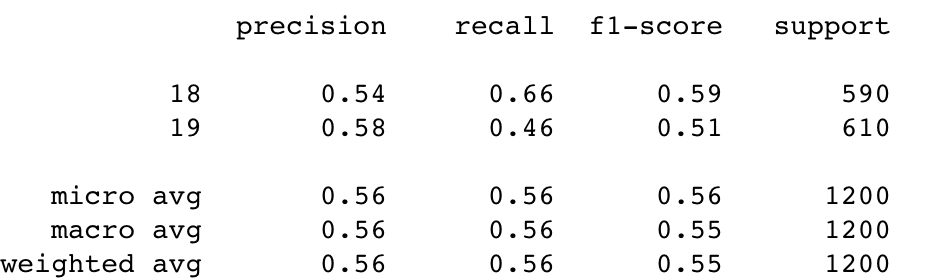 precision recall f1-score support
18 0.54 0.66 0.59 590
19 0.58 0.46 0.51 610
micro avg 0.56 0.56 0.56 1200
macro avg 0.56 0.56 0.55 1200
weighted avg 0.56 0.56 0.55 1200